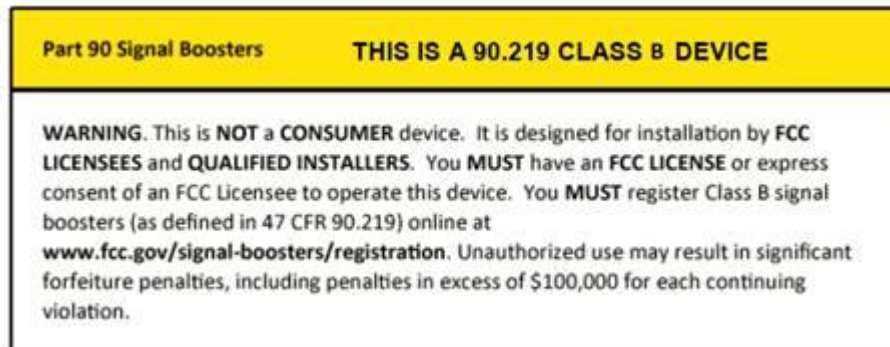 Part 90 Signal Boosters THIS IS A 90.219 CLASS B DEVICE
WARNING. This is NOT a CONSUMER device. It is designed for installation by FCC
LICENSEES and QUALIFIED INSTALLERS. You MUST have an FCC LICENSE or express
consent of an FCC Licensee to operate this device. You MUST register Class B signal
boosters (as defined in 47 CFR 90.219) online at
www.fcc.gov/signal-boosters/registration. Unauthorized use may result in significant
forfeiture penalties, including penalties in excess of $100,000 for each continuing
violation.